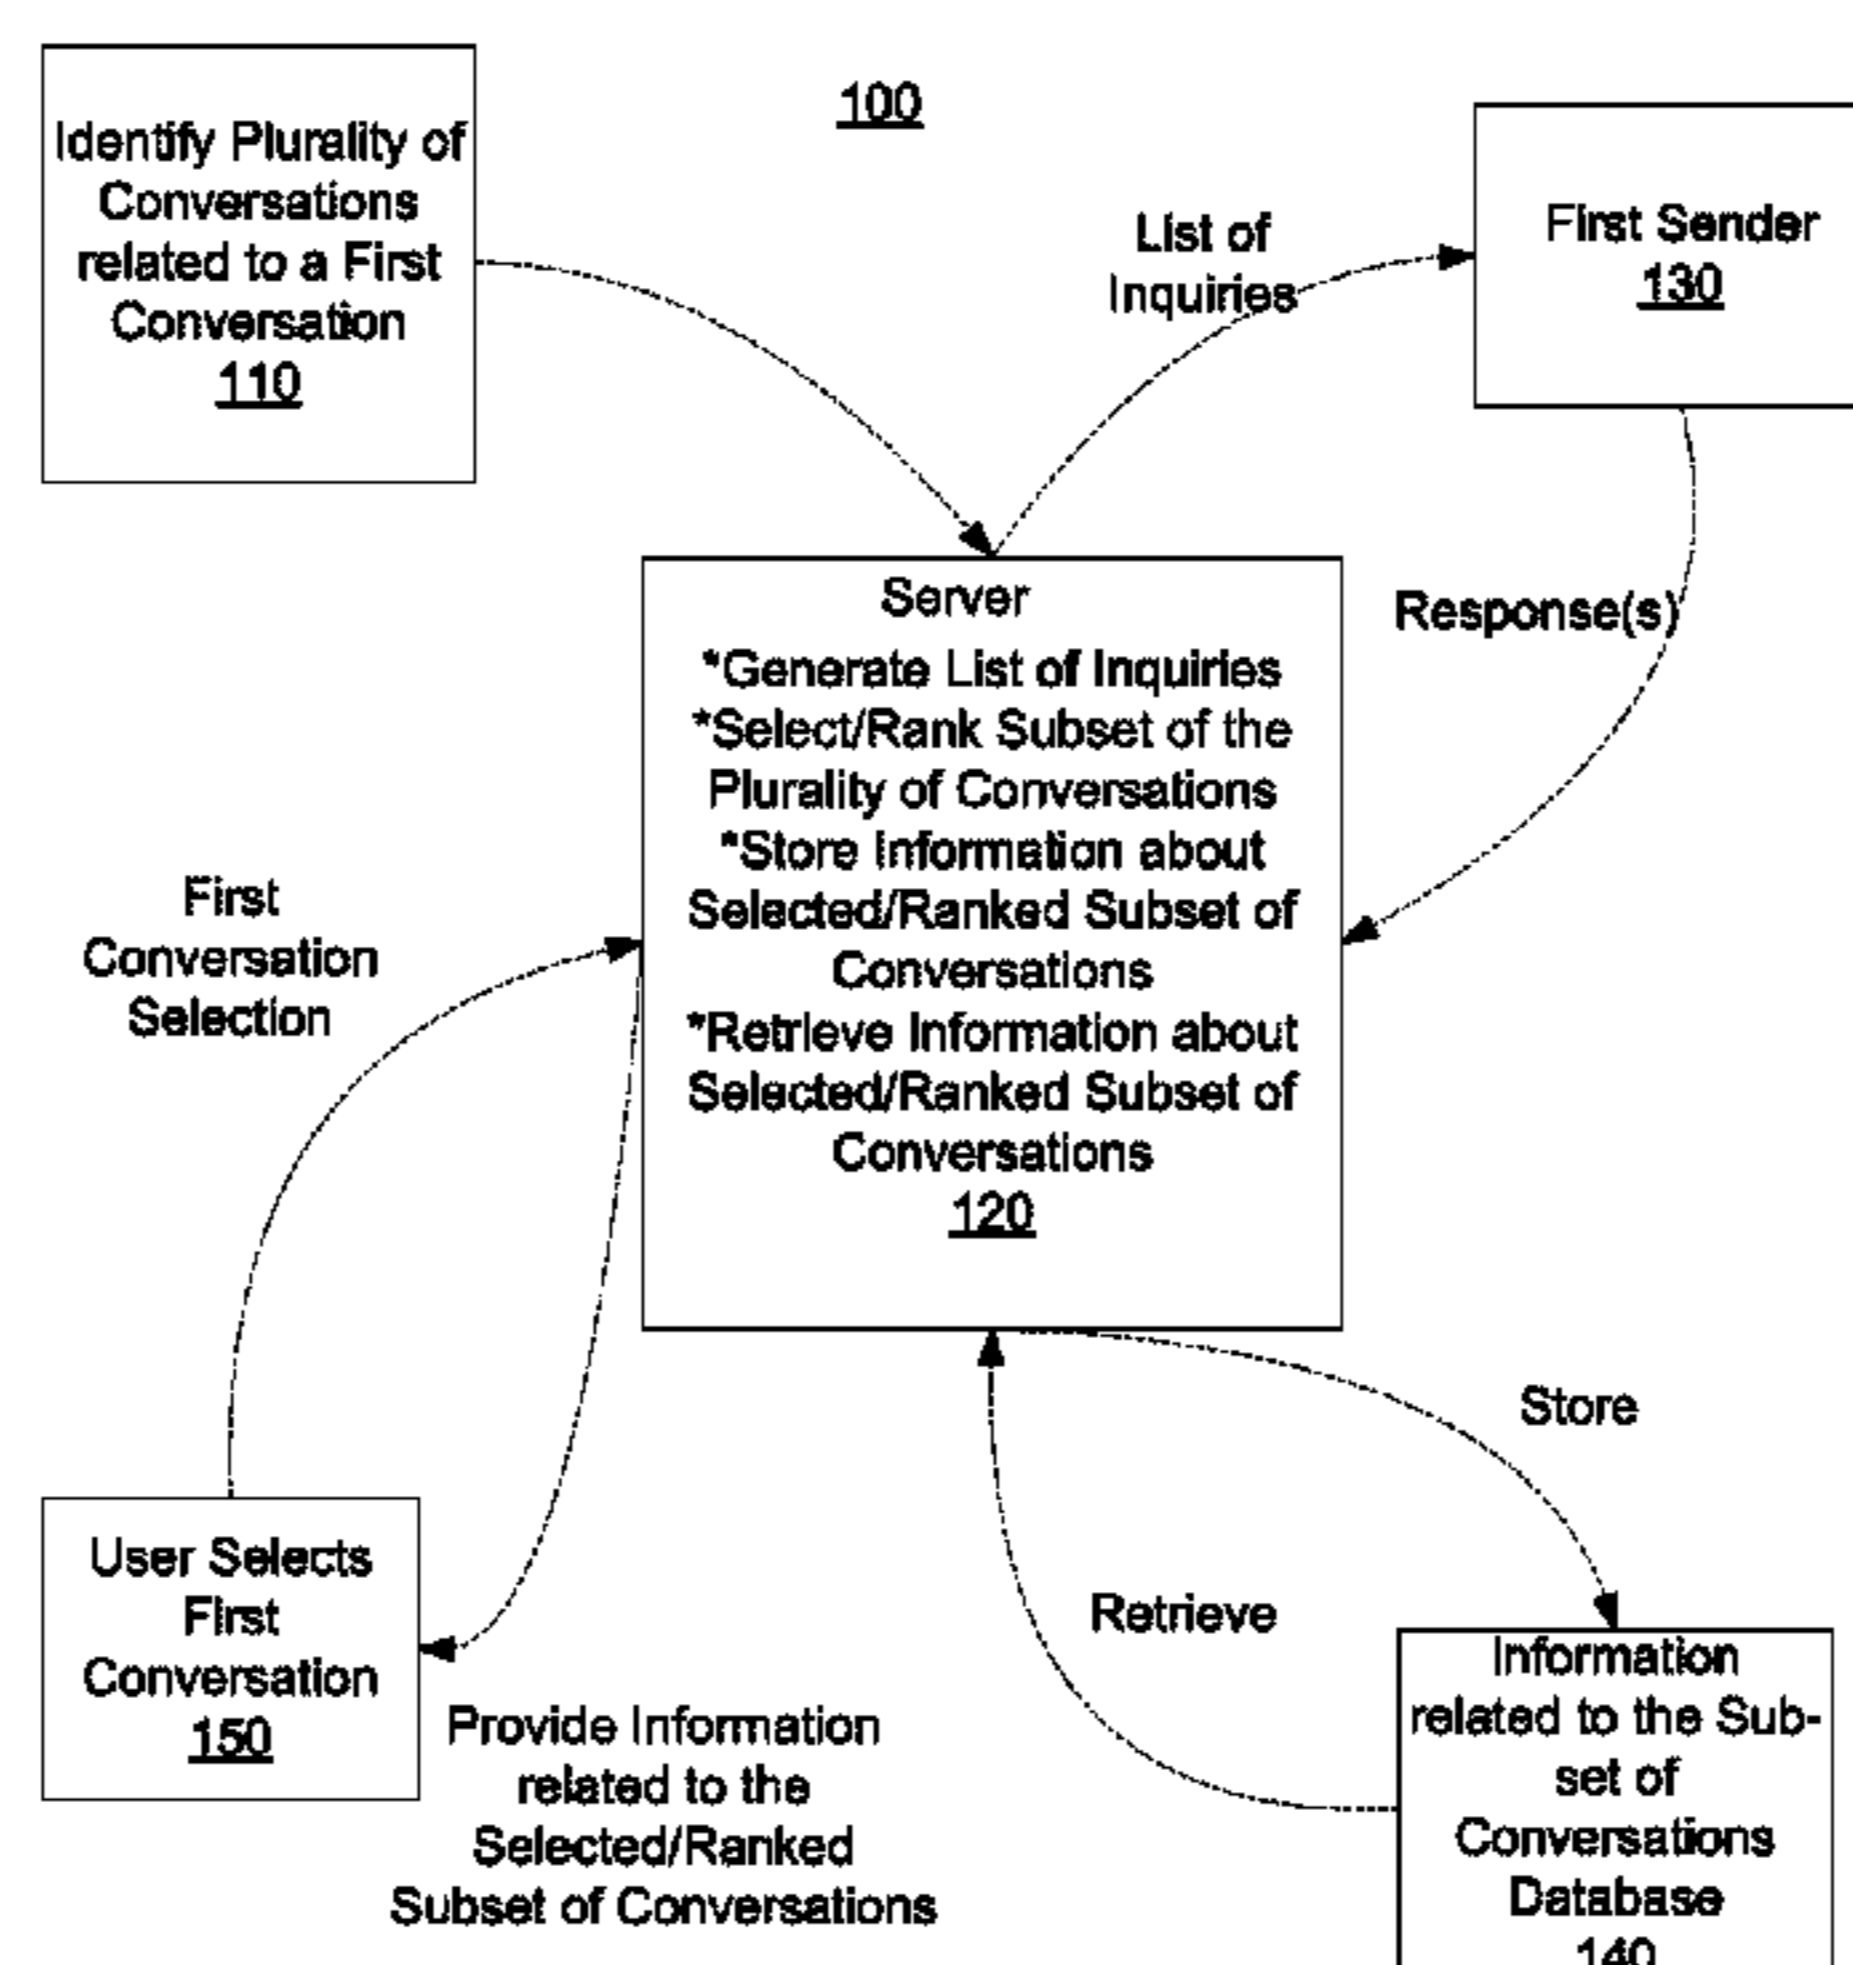 100
Identify Plurality of
Conversations
related to a First
Conversation
110
List of
Inquiries
First Sender
130
Response(s)
Server
*Generate List of Inquiries
*Select/Rank Subset of the
Plurality of Conversations
*Store Information about
Selected/Ranked Subset of
Conversations
*Retrieve Information about
Selected/Ranked Subset of
Conversations
120
First
Conversation
Selection
User Selects
First
Conversation
150
Provide Information
related to the
Selected/Ranked
Subset of Conversations
Store
Retrieve
Information
related to the Sub-
set of
Conversations
Database
140